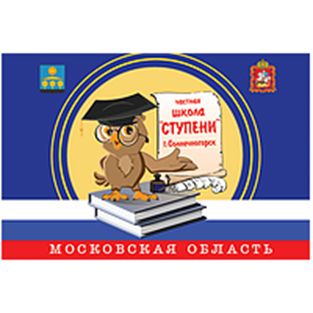 частная
школа
"СТУПЕНИ"
г. Солнечногорск
МОСКОВСКАЯ ОБЛАСТЬ